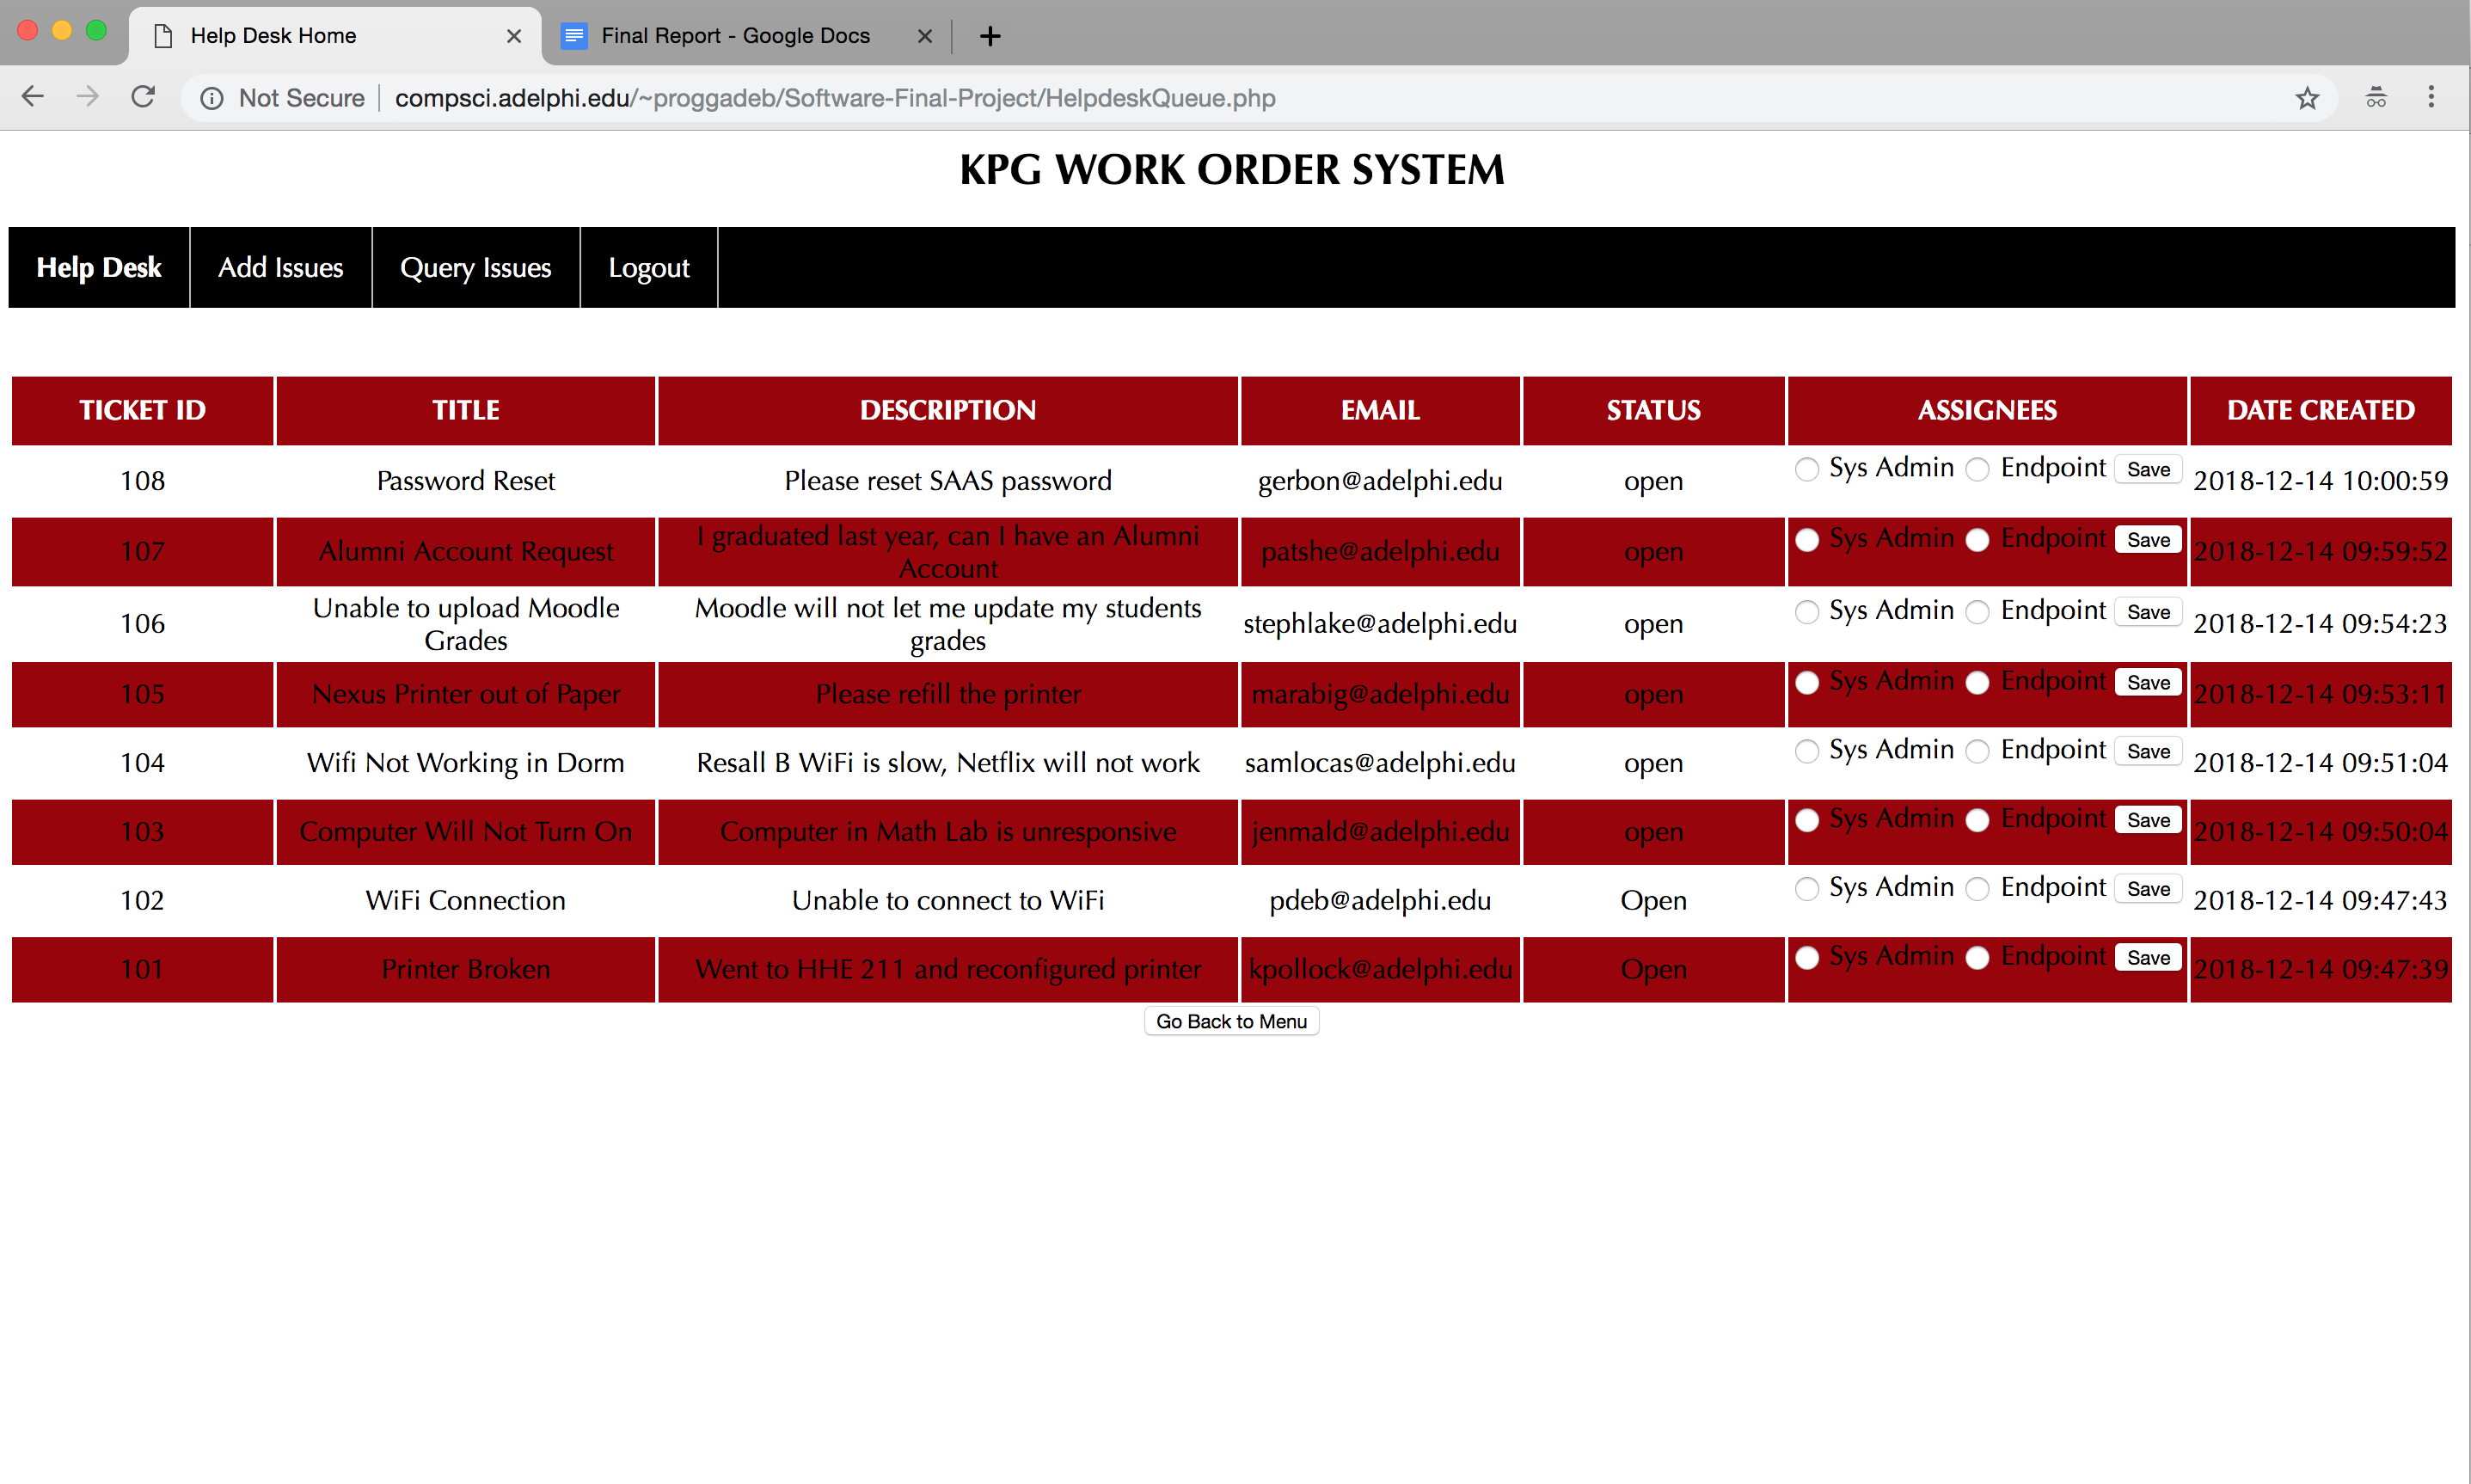 Help Desk Home
Final Report - Google Docs
Not Secure compsci.adelphi.edu/~proggadeb/Software-Final-Project/HelpdeskQueue.php
KPG WORK ORDER SYSTEM
Help Desk Add Issues Query Issues Logout
TICKET ID TITLE DESCRIPTION EMAIL STATUS ASSIGNEES DATE CREATED
108 Password Reset Please reset SAAS password gerbon@adelphi.edu open Sys Admin Endpoint Save 2018-12-14 10:00:59
107 Alumni Account Request I graduated last year, can I have an Alumni
Account patshe@adelphi.edu open Sys Admin Endpoint Save 2018-12-14 09:59:52
106 Unable to upload Moodle
Grades Moodle will not let me update my students
grades stephlake@adelphi.edu open Sys Admin Endpoint Save 2018-12-14 09:54:23
105 Nexus Printer out of Paper Please refill the printer marabig@adelphi.edu open Sys Admin Endpoint Save 2018-12-14 09:53:11
104 Wifi Not Working in Dorm Resall B WiFi is slow, Netflix will not work samlocas@adelphi.edu open Sys Admin Endpoint Save 2018-12-14 09:51:04
103 Computer Will Not Turn On Computer in Math Lab is unresponsive jenmald@adelphi.edu open Sys Admin Endpoint Save 2018-12-14 09:50:04
102 WiFi Connection Unable to connect to WiFi pdeb@adelphi.edu Open Sys Admin Endpoint Save 2018-12-14 09:47:43
101 Printer Broken Went to HHE 211 and reconfigured printer kpollock@adelphi.edu Open Sys Admin Endpoint Save 2018-12-14 09:47:39
Go Back to Menu